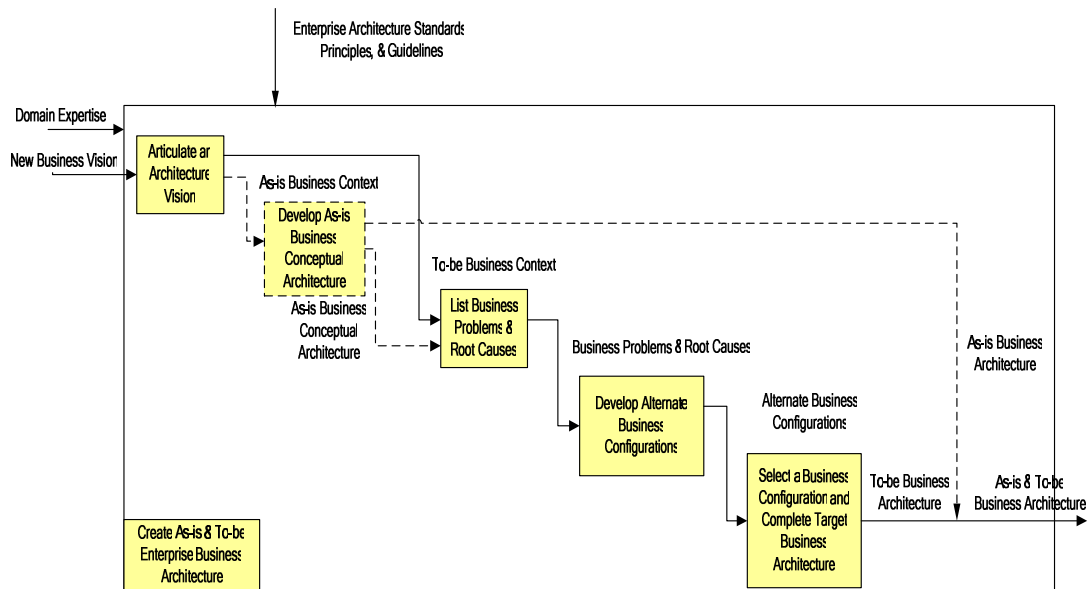 Enterprise Architecture Standards
Principles, & Guidelines
Domain Expertise
New Business Vision
Articulate an
Architecture
Vision
As-is Business Context
Develop As-is
Business
Conceptual
Architecture
To-be Business Context
As-is Business
Conceptual
Architecture
List Business
Problems &
Root Causes
Business Problems & Root Causes
As-is Business
Architecture
Develop Alternate
Business
Configurations
Alternate Business
Configurations
Select a Business
Configuration and
Complete Target
Business
Architecture
To-be Business
Architecture
As-is & To-be
Business Architecture
Create As-is & To-be
Enterprise Business
Architecture